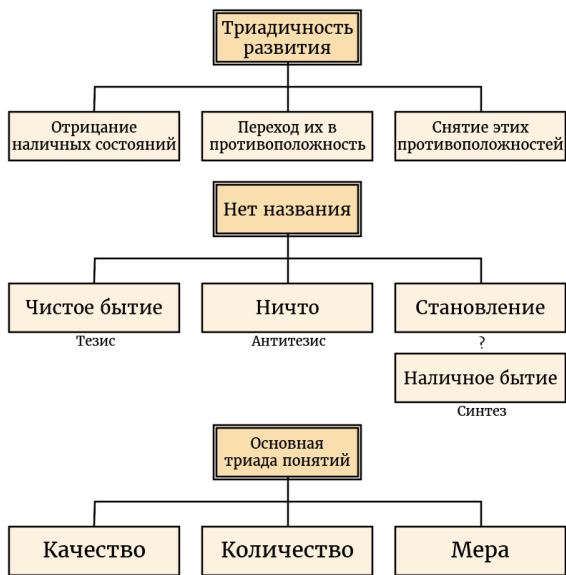 Триадичность
развития
Отрицание
наличных состояний
Переход их в
противоположность
Снятие этих
противоположностей
Нет названия
Чистое бытие
Тезис
Ничто
Антитезис
Становление
?
Наличное бытие
Синтез
Основная
триада понятий
Качество
Количество
Мера